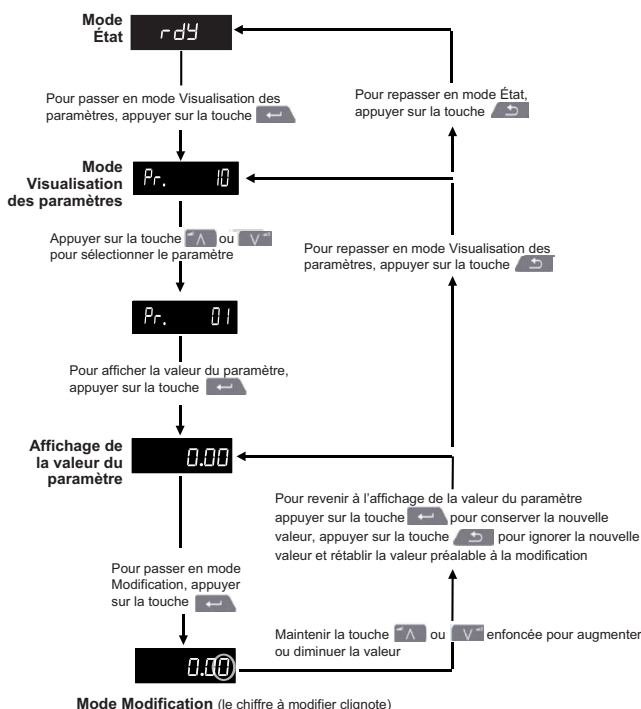 Mode
État
rdy
Pour passer en mode Visualisation des
paramètres, appuyer sur la touche
Pour repasser en mode État,
appuyer sur la touche
Mode
Visualisation
des paramètres
Pr. 10
Appuyer sur la touche ou
pour sélectionner le paramètre
Pour repasser en mode Visualisation des
paramètres, appuyer sur la touche
Pr. 01
Pour afficher la valeur du paramètre,
appuyer sur la touche
Affichage de
la valeur du
paramètre
0.00
Pour revenir à l'affichage de la valeur du paramètre
appuyer sur la touche pour conserver la nouvelle
valeur, appuyer sur la touche pour ignorer la nouvelle
valeur et rétablir la valeur préalable à la modification
Pour passer en mode
Modification, appuyer
sur la touche
Maintenir la touche ou enfoncée pour augmenter
ou diminuer la valeur
0.00
Mode Modification (le chiffre à modifier clignote)